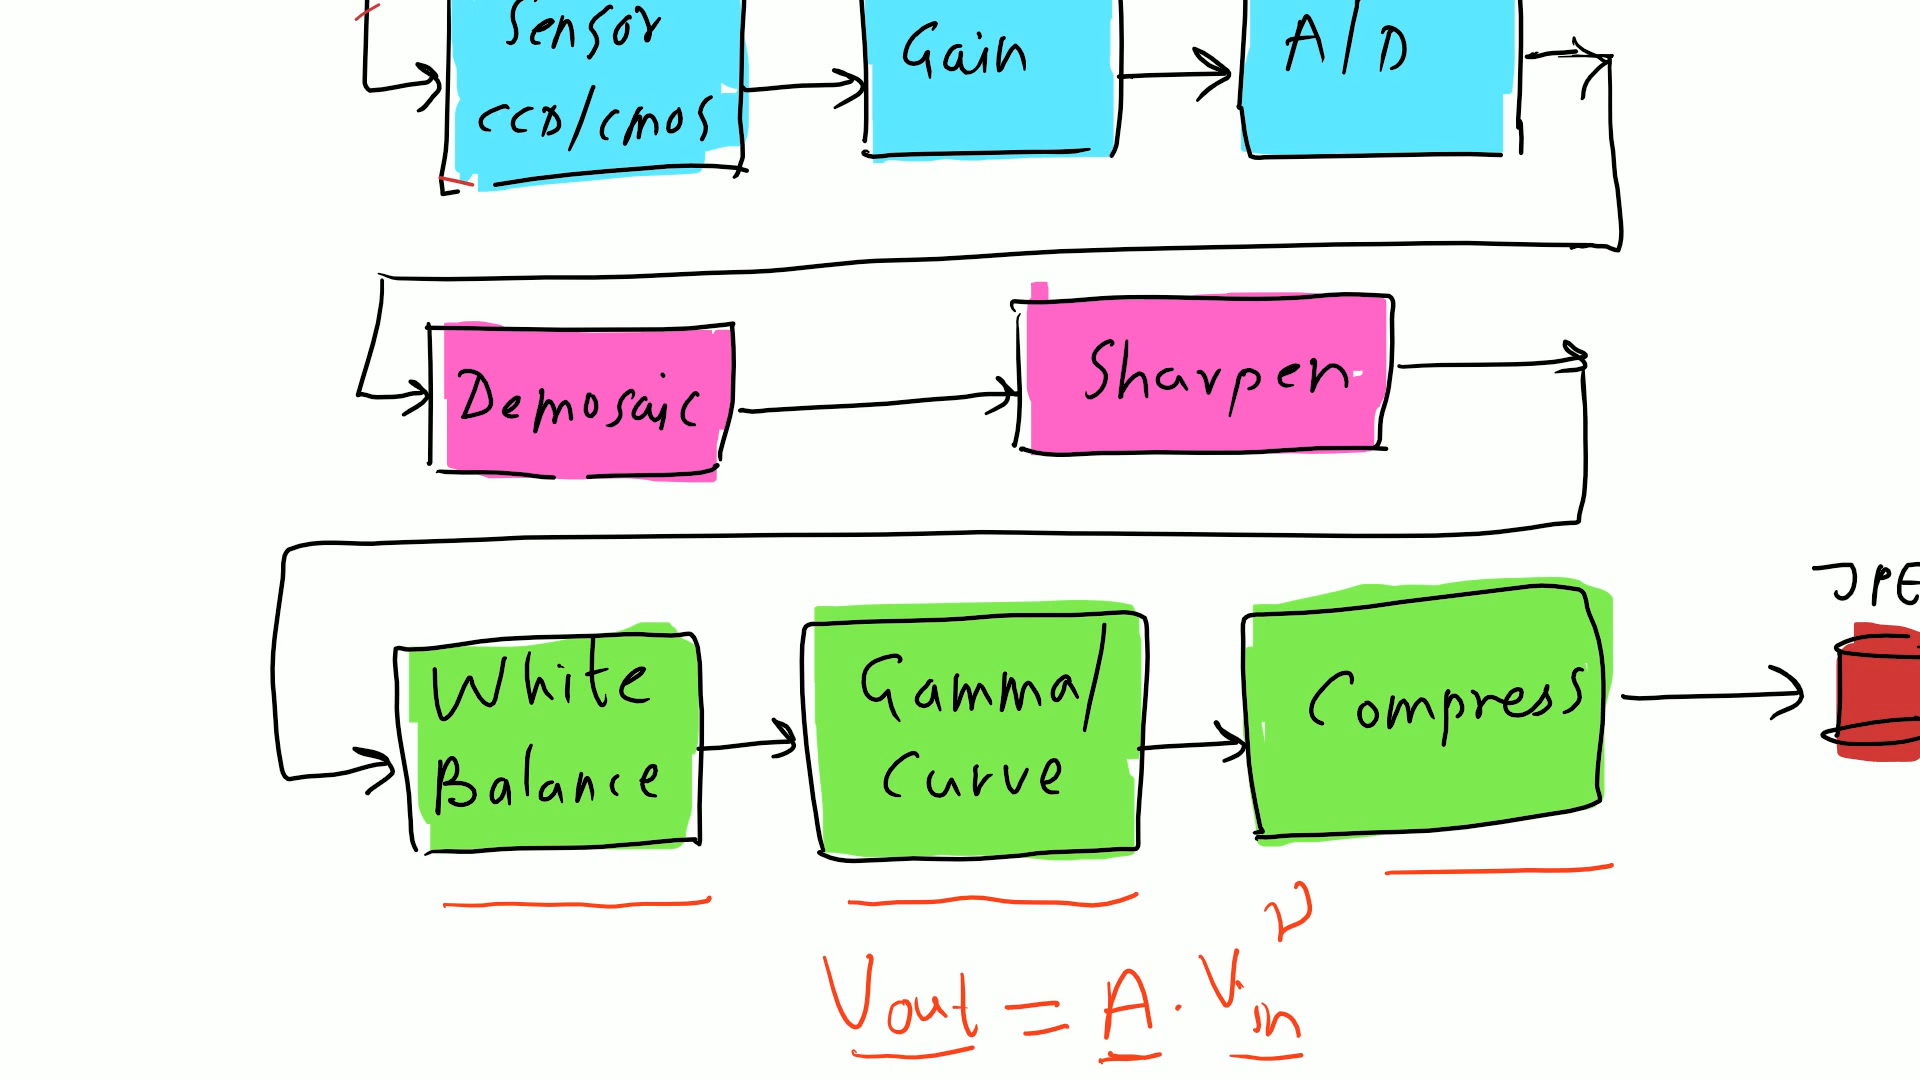 Sensor
CCD/CMOS
Gain
A/D
Demosaic
Sharpen
White
Balance
Gamma/
Curve
Compress
JPE
Vout = A · Vin^γ